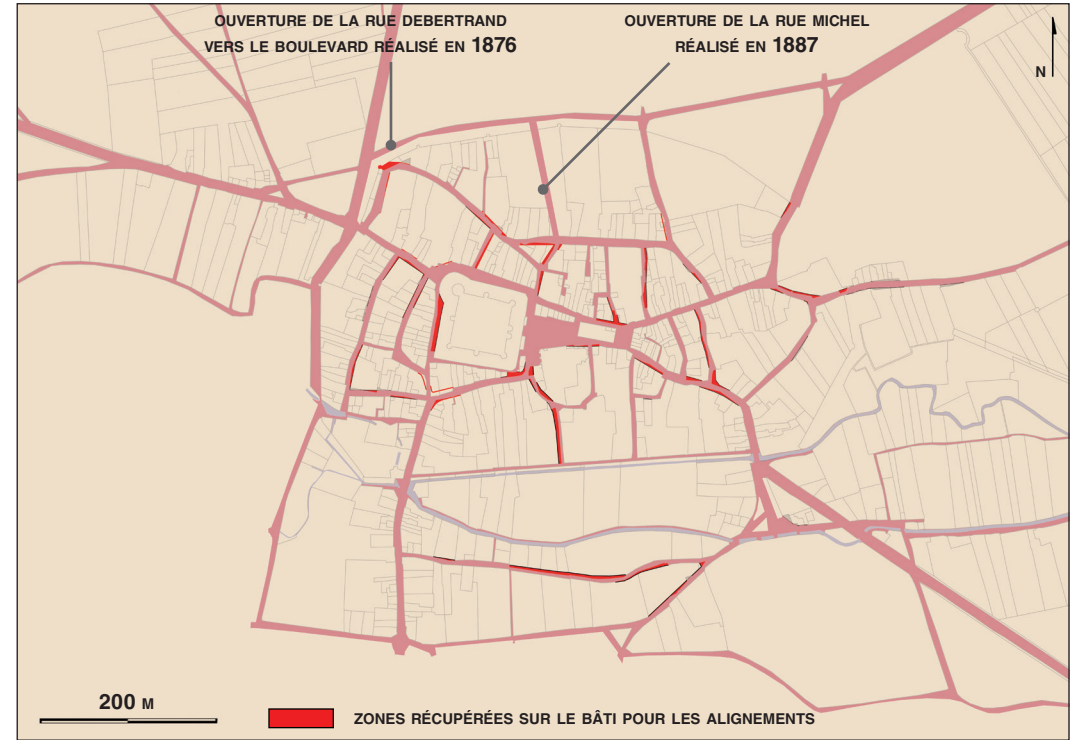 OUVERTURE DE LA RUE DEBERTRAND
VERS LE BOULEVARD RÉALISÉ EN 1876
OUVERTURE DE LA RUE MICHEL
RÉALISÉ EN 1887
N
200 M
ZONES RÉCUPÉRÉES SUR LE BÂTI POUR LES ALIGNEMENTS